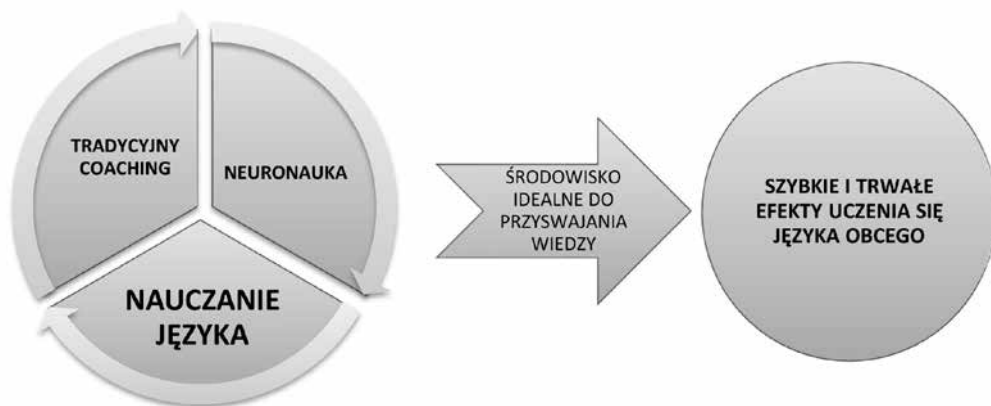 TRADYCYJNY
COACHING
NEURONAUKA
NAUCZANIE
JĘZYKA
ŚRODOWISKO
IDEALNE DO
PRZYSWAJANIA
WIEDZY
SZYBKIE I TRWAŁE
EFEKTY UCZENIA SIĘ
JĘZYKA OBCEGO